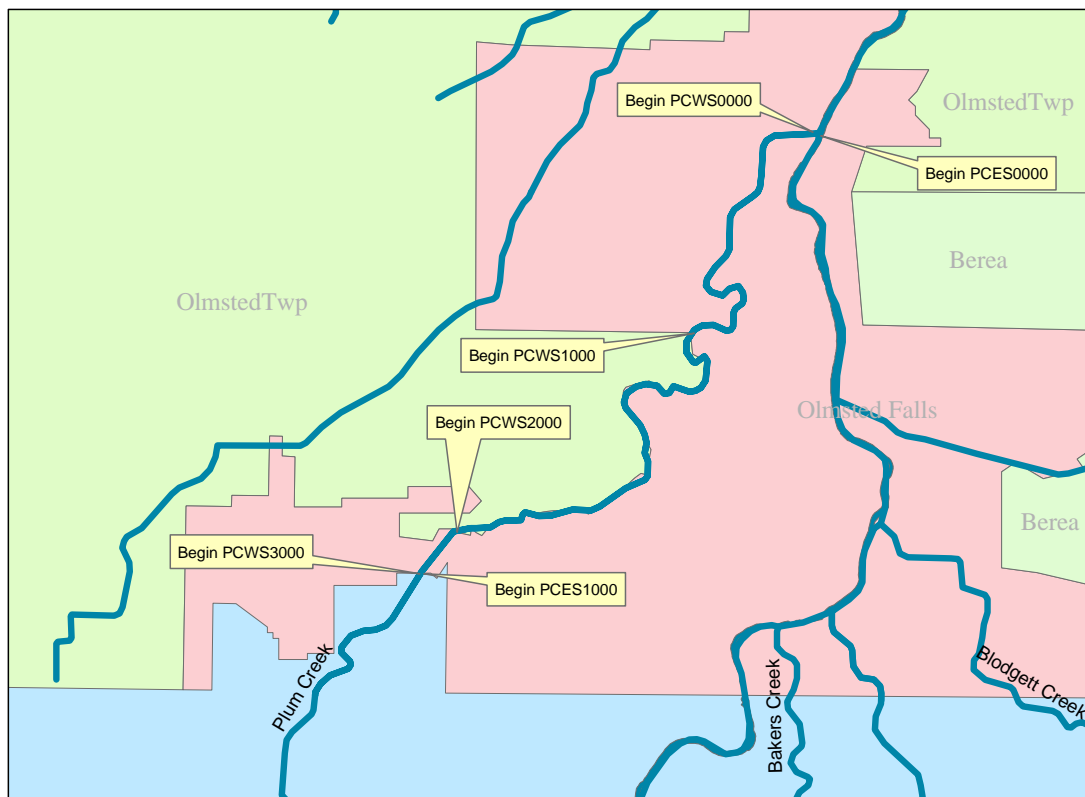 Begin PCWS0000
OlmstedTwp
Begin PCES0000
Berea
OlmstedTwp
Begin PCWS1000
Olmsted Falls
Begin PCWS2000
Berea
Begin PCWS3000
Begin PCES1000
Plum Creek
Bakers Creek
Blodgett Creek